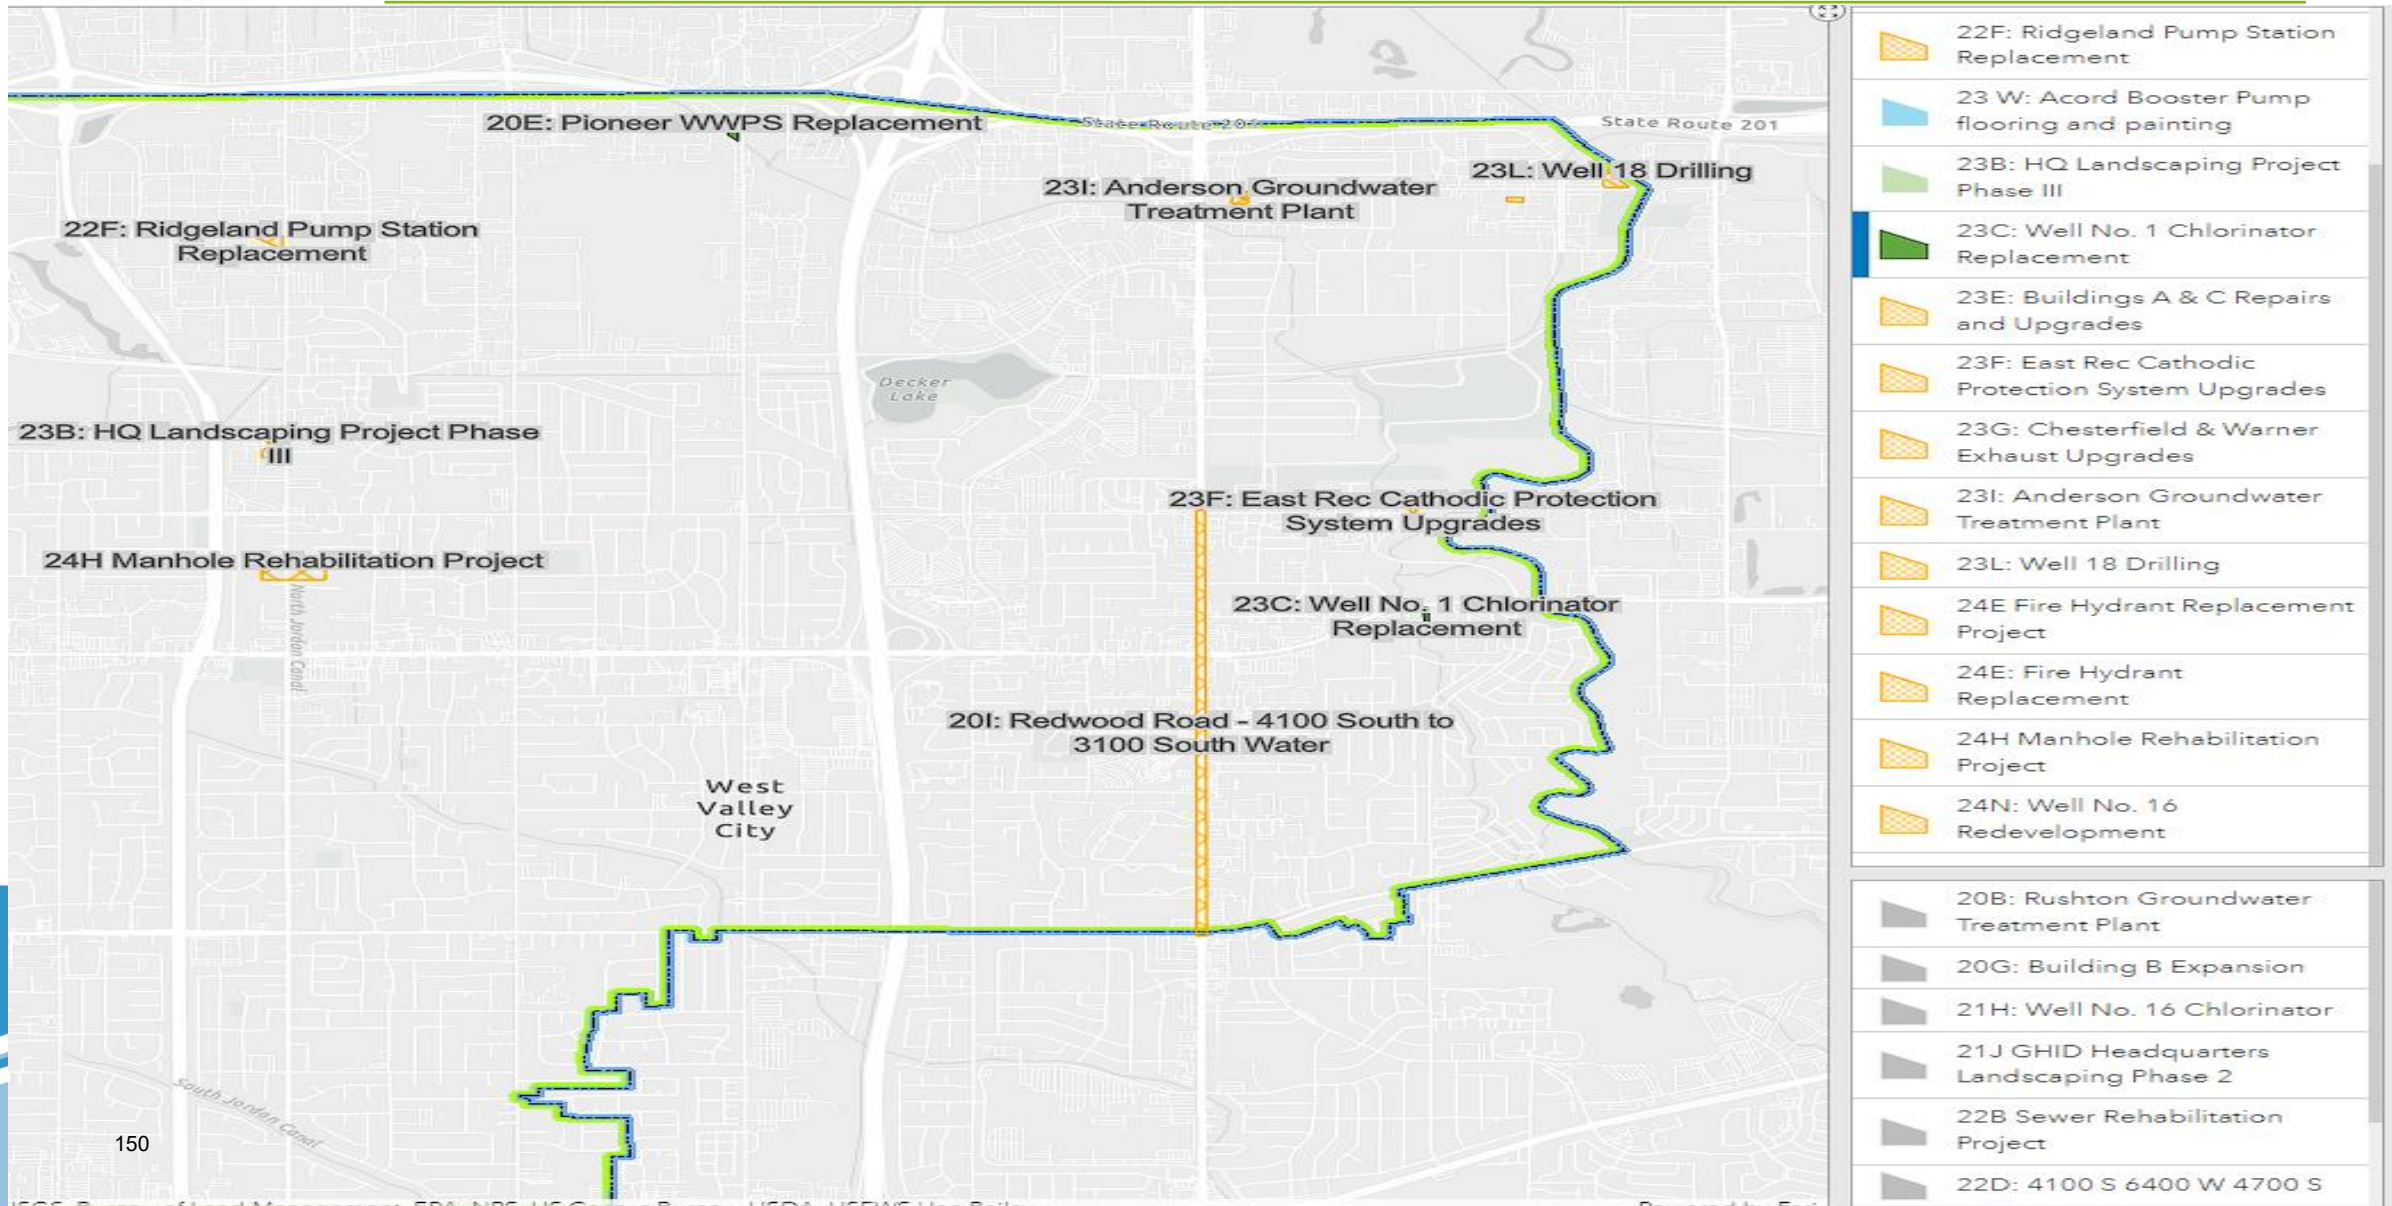 State Route 201
State Route 201
20E: Pioneer WWPS Replacement
23L: Well 18 Drilling
23I: Anderson Groundwater
Treatment Plant
22F: Ridgeland Pump Station
Replacement
Decker
Lake
23B: HQ Landscaping Project Phase
III
23F: East Rec Cathodic Protection
System Upgrades
24H Manhole Rehabilitation Project
North Jordan Canal
23C: Well No. 1 Chlorinator
Replacement
20I: Redwood Road - 4100 South to
3100 South Water
West
Valley
City
South Jordan Canal
150
Powered by Esri
22F: Ridgeland Pump Station
Replacement
23 W: Acord Booster Pump
flooring and painting
23B: HQ Landscaping Project
Phase III
23C: Well No. 1 Chlorinator
Replacement
23E: Buildings A & C Repairs
and Upgrades
23F: East Rec Cathodic
Protection System Upgrades
23G: Chesterfield & Warner
Exhaust Upgrades
23I: Anderson Groundwater
Treatment Plant
23L: Well 18 Drilling
24E Fire Hydrant Replacement
Project
24E: Fire Hydrant
Replacement
24H Manhole Rehabilitation
Project
24N: Well No. 16
Redevelopment
20B: Rushton Groundwater
Treatment Plant
20G: Building B Expansion
21H: Well No. 16 Chlorinator
21J GHID Headquarters
Landscaping Phase 2
22B Sewer Rehabilitation
Project
22D: 4100 S 6400 W 4700 S